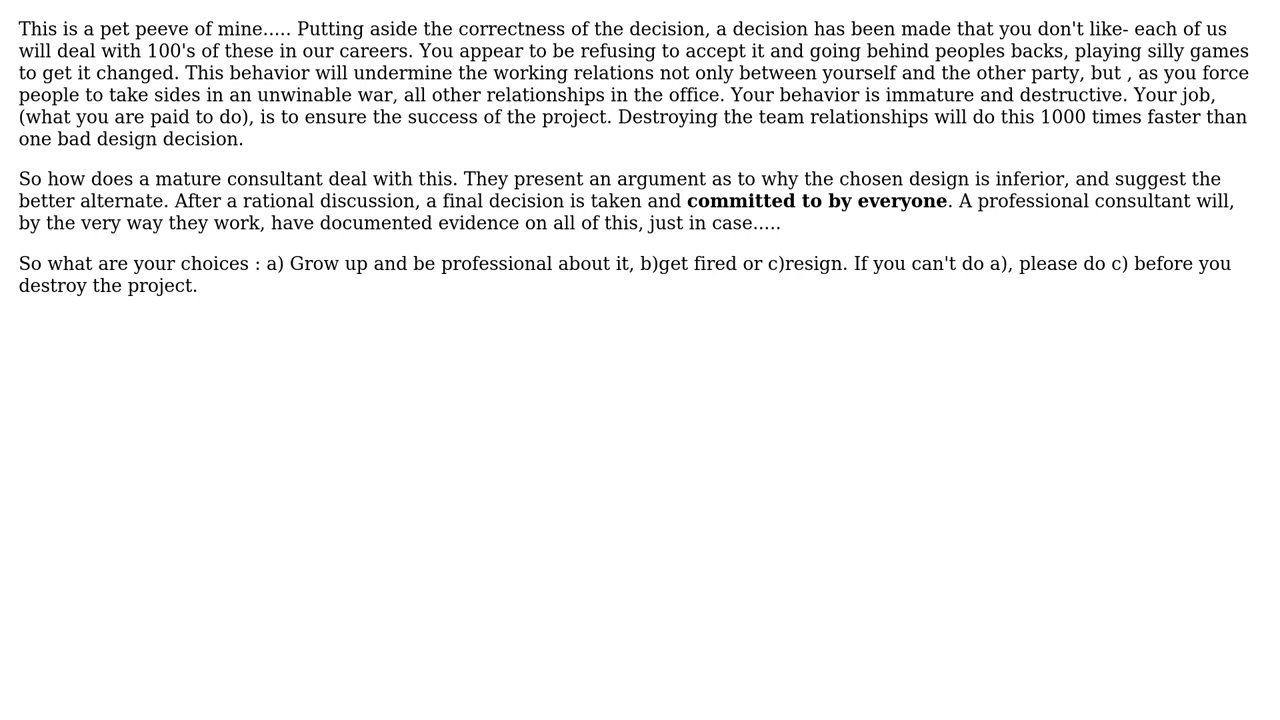 This is a pet peeve of mine..... Putting aside the correctness of the decision, a decision has been made that you don't like- each of us
will deal with 100's of these in our careers. You appear to be refusing to accept it and going behind peoples backs, playing silly games
to get it changed. This behavior will undermine the working relations not only between yourself and the other party, but , as you force
people to take sides in an unwinable war, all other relationships in the office. Your behavior is immature and destructive. Your job,
(what you are paid to do), is to ensure the success of the project. Destroying the team relationships will do this 1000 times faster than
one bad design decision.
So how does a mature consultant deal with this. They present an argument as to why the chosen design is inferior, and suggest the
better alternate. After a rational discussion, a final decision is taken and committed to by everyone. A professional consultant will,
by the very way they work, have documented evidence on all of this, just in case.....
So what are your choices : a) Grow up and be professional about it, b)get fired or c)resign. If you can't do a), please do c) before you
destroy the project.